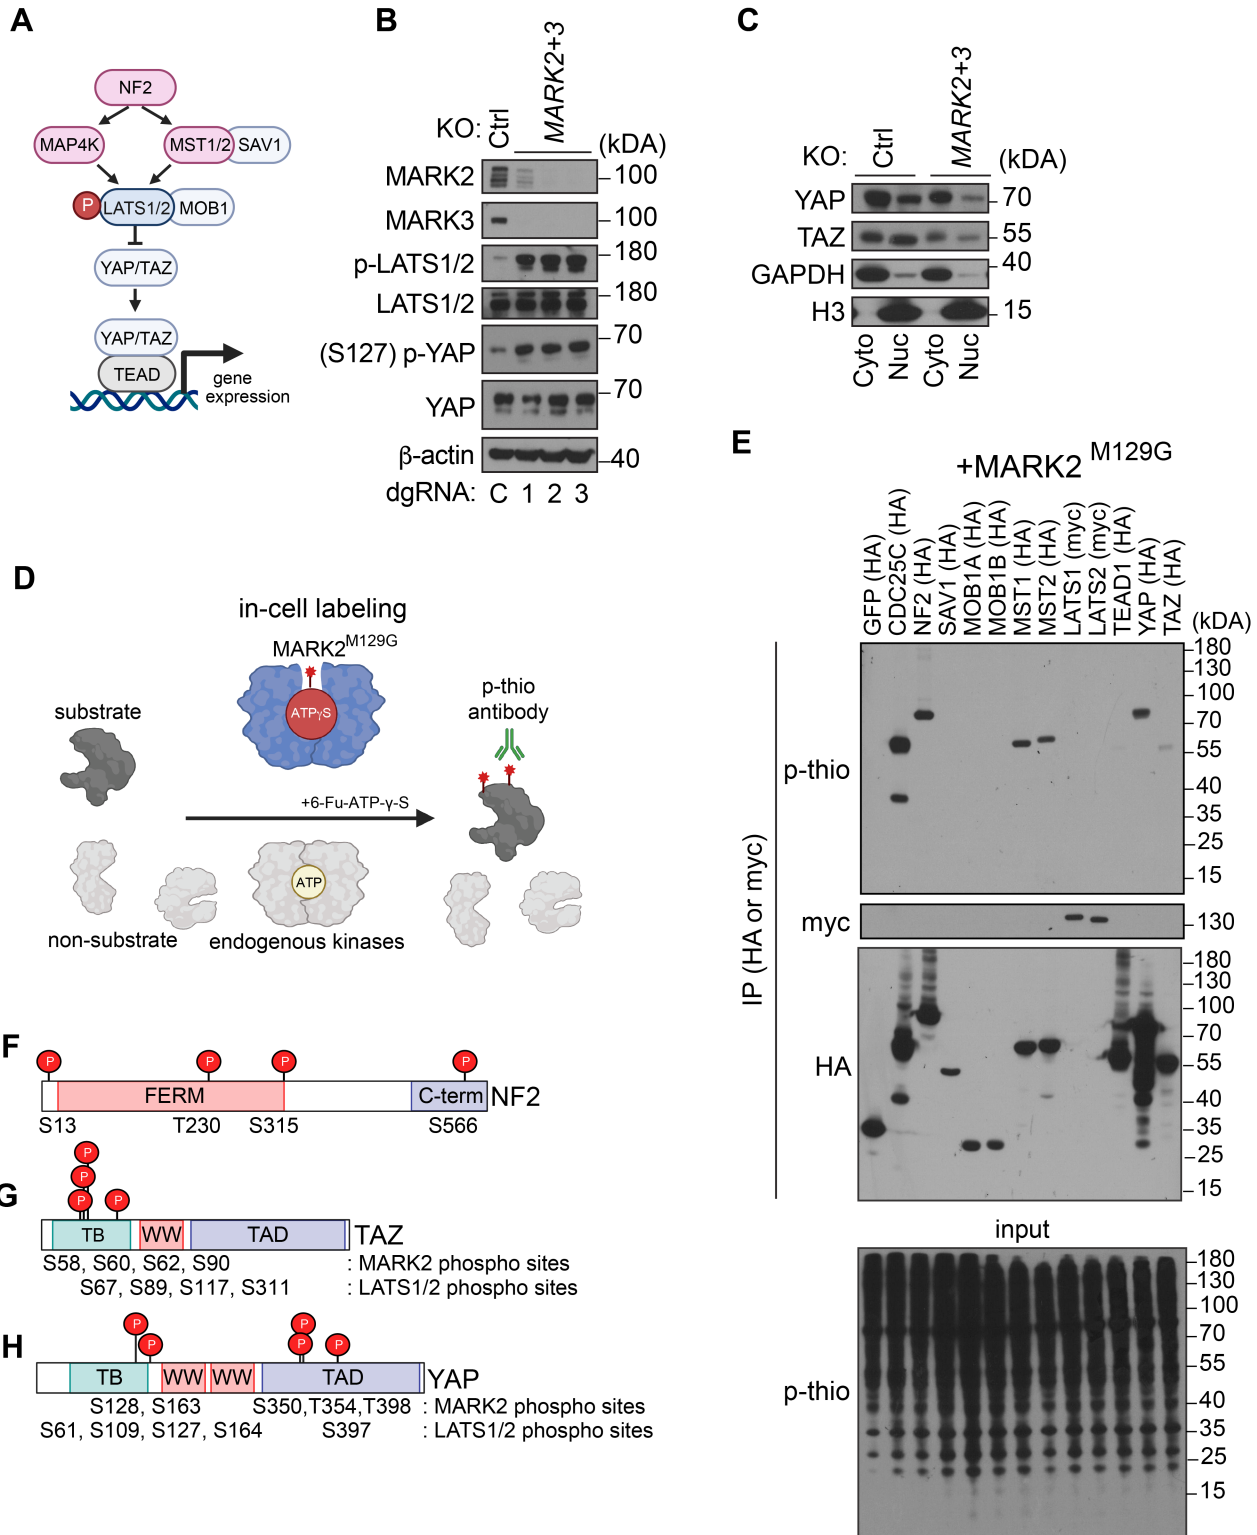 A
NF2
MAP4K
MST1/2
SAV1
P
LATS1/2
MOB1
YAP/TAZ
YAP/TAZ
TEAD
gene
expression
B
KO:
Ctrl
MARK2+3
(kDA)
MARK2
100
MARK3
100
p-LATS1/2
180
LATS1/2
180
(S127) p-YAP
70
YAP
70
β-actin
40
dgRNA: C 1 2 3
C
KO:
Ctrl
MARK2+3
(kDA)
YAP
70
TAZ
55
GAPDH
40
H3
15
Cyto
Nuc
Cyto
Nuc
D
in-cell labeling
MARK2M129G
ATPγS
substrate
p-thio
antibody
+6-Fu-ATP-γ-S
ATP
non-substrate
endogenous kinases
E
+MARK2 M129G
GFP (HA)
CDC25C (HA)
NF2 (HA)
SAV1 (HA)
MOB1A (HA)
MOB1B (HA)
MST1 (HA)
MST2 (HA)
LATS1 (myc)
LATS2 (myc)
TEAD1 (HA)
YAP (HA)
TAZ (HA)
(kDA)
IP (HA or myc)
p-thio
180
130
100
70
55
40
35
25
15
myc
130
HA
180
130
100
70
55
40
35
25
15
input
p-thio
180
130
100
70
55
40
35
25
15
F
P
P
P
P
FERM
C-term
NF2
S13
T230
S315
S566
G
P
P
P
P
TB
WW
TAD
TAZ
S58, S60, S62, S90 : MARK2 phospho sites
S67, S89, S117, S311 : LATS1/2 phospho sites
H
P
P
P
P
P
TB
WW
WW
TAD
YAP
S128, S163 S350,T354,T398 : MARK2 phospho sites
S61, S109, S127, S164 S397 : LATS1/2 phospho sites